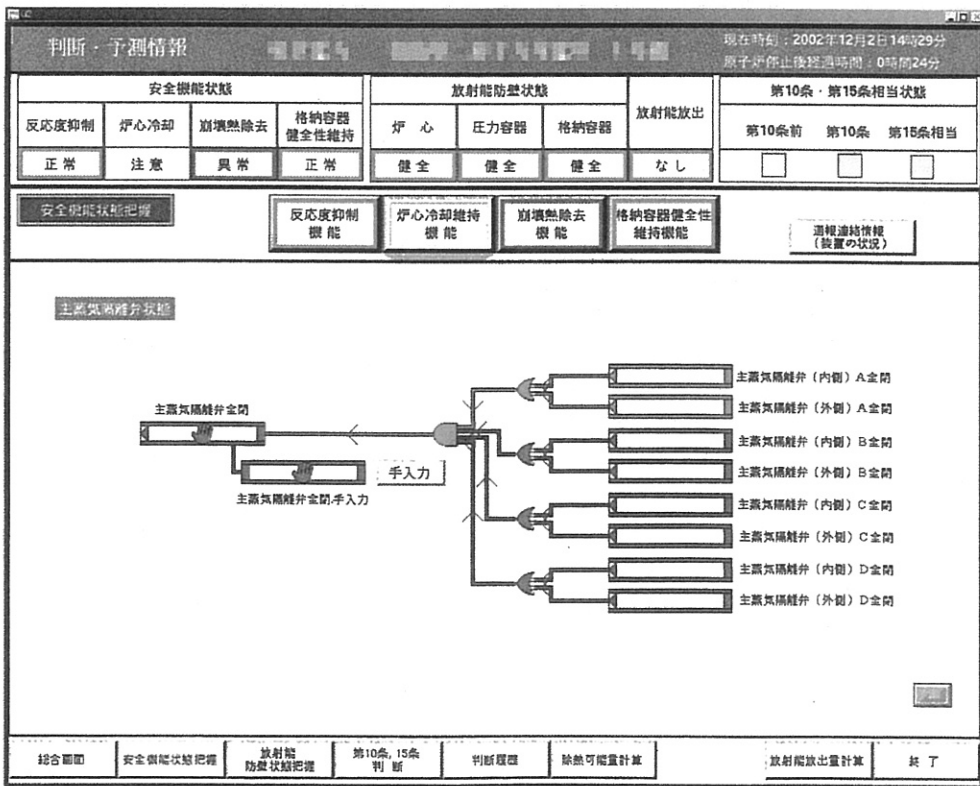 判断・予測情報
現在時刻：2002年12月2日14時29分
原子炉停止後経過時間：0時間24分
安全機能状態
放射能防壁状態
放射能放出
第10条・第15条相当状態
反応度抑制
炉心冷却
崩壊熱除去
格納容器
健全性維持
炉 心
圧力容器
格納容器
第10条前
第10条
第15条相当
正 常
注 意
異 常
正 常
健 全
健 全
健 全
な し
安全機能状態把握
反応度抑制
機 能
炉心冷却維持
機 能
崩壊熱除去
機 能
格納容器健全性
維持機能
通報連絡情報
（装置の状況）
主蒸気隔離弁状態
主蒸気隔離弁全閉
手入力
主蒸気隔離弁全閉.手入力
主蒸気隔離弁（内側）A全閉
主蒸気隔離弁（外側）A全閉
主蒸気隔離弁（内側）B全閉
主蒸気隔離弁（外側）B全閉
主蒸気隔離弁（内側）C全閉
主蒸気隔離弁（外側）C全閉
主蒸気隔離弁（内側）D全閉
主蒸気隔離弁（外側）D全閉
総合画面
安全機能状態把握
放射能
防壁状態把握
第10条,15条
判 断
判断履歴
除熱可能量計算
放射能放出量計算
終 了